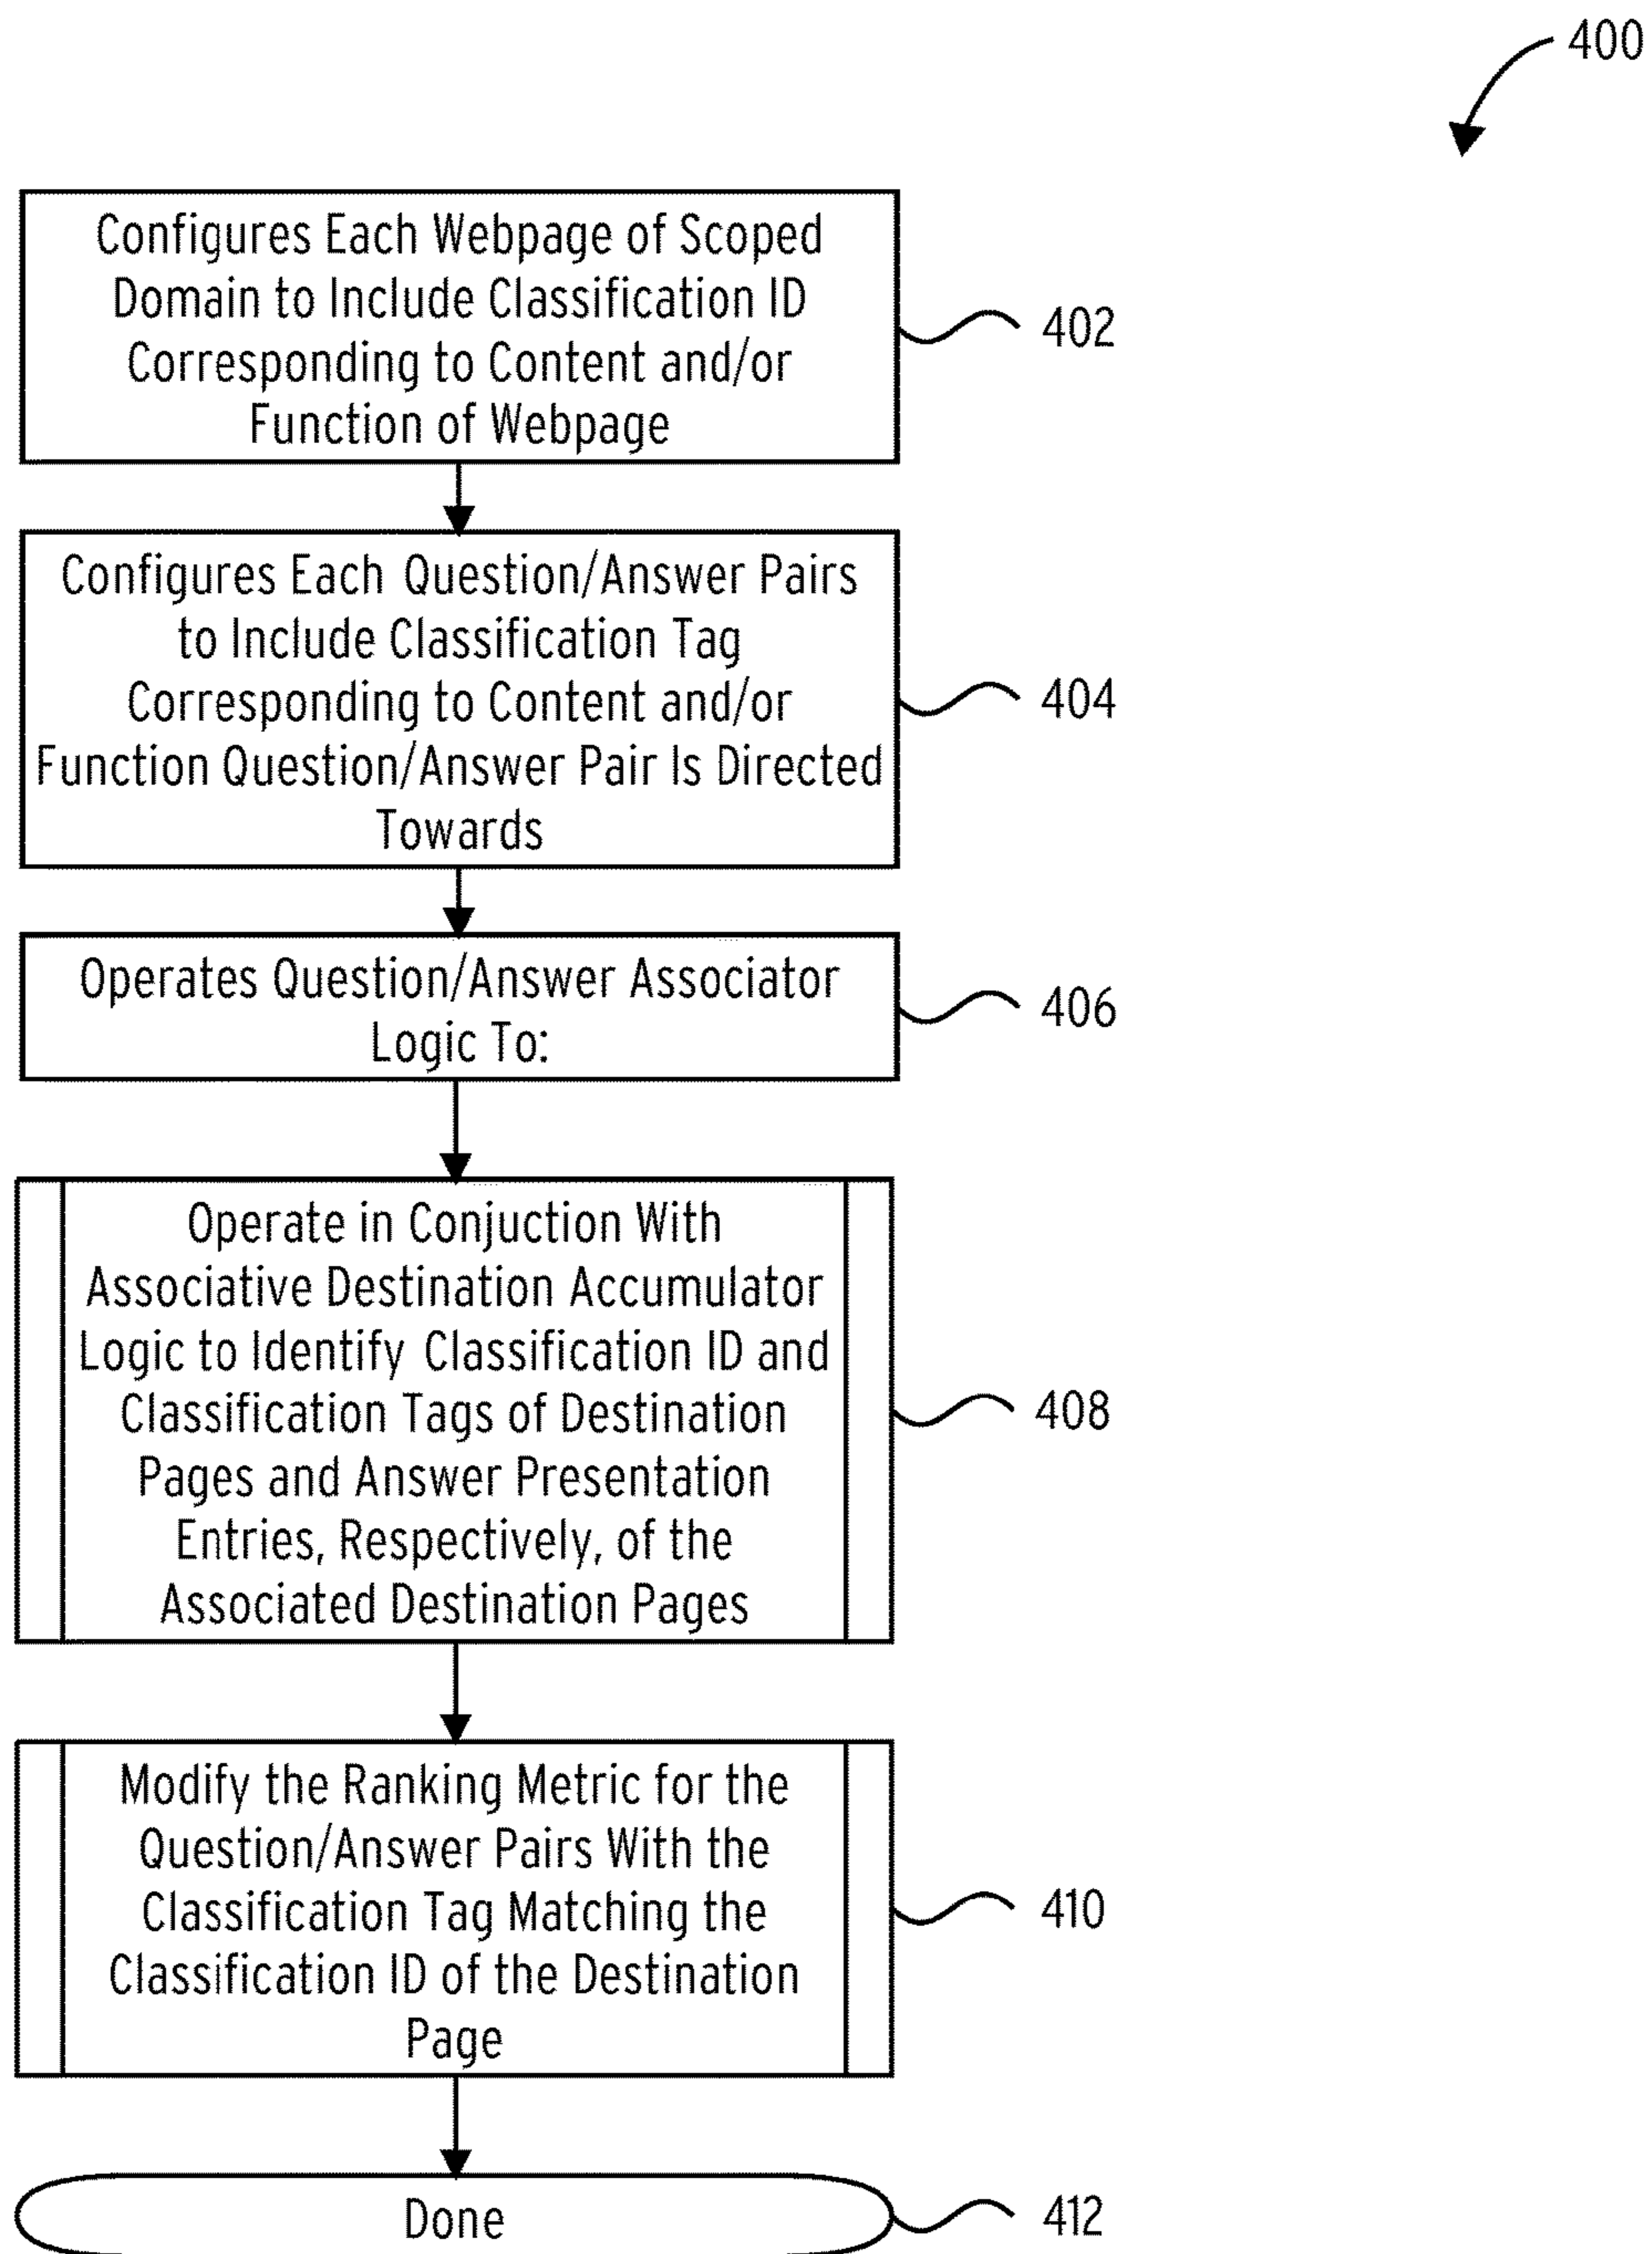 400
Configures Each Webpage of Scoped
Domain to Include Classification ID
Corresponding to Content and/or
Function of Webpage
402
Configures Each Question/Answer Pairs
to Include Classification Tag
Corresponding to Content and/or
Function Question/Answer Pair Is Directed
Towards
404
Operates Question/Answer Associator
Logic To:
406
Operate in Conjuction With
Associative Destination Accumulator
Logic to Identify Classification ID and
Classification Tags of Destination
Pages and Answer Presentation
Entries, Respectively, of the
Associated Destination Pages
408
Modify the Ranking Metric for the
Question/Answer Pairs With the
Classification Tag Matching the
Classification ID of the Destination
Page
410
Done
412